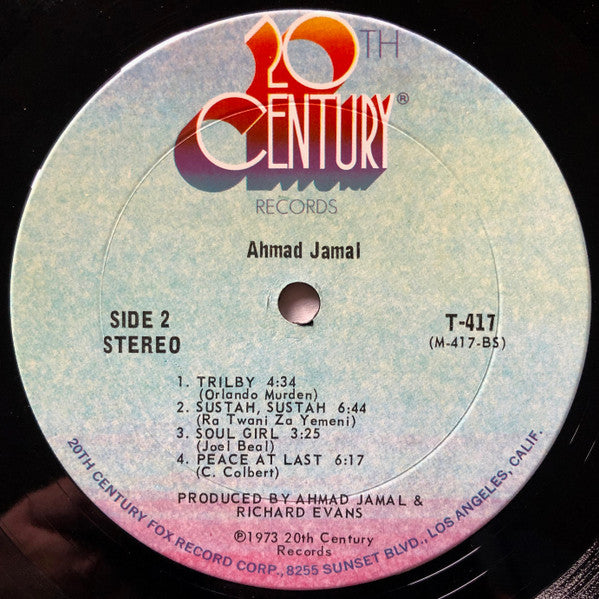 20TH
CENTURY®
RECORDS
Ahmad Jamal
SIDE 2
STEREO
T-417
(M-417-BS)
1. TRILBY 4:34
(Orlando Murden)
2. SUSTAH, SUSTAH 6:44
(Ra Twani Za Yemeni)
3. SOUL GIRL 3:25
(Joel Beal)
4. PEACE AT LAST 6:17
(C. Colbert)
PRODUCED BY AHMAD JAMAL &
RICHARD EVANS
℗1973 20th Century
Records
20TH CENTURY FOX RECORD CORP., 8255 SUNSET BLVD., LOS ANGELES, CALIF.